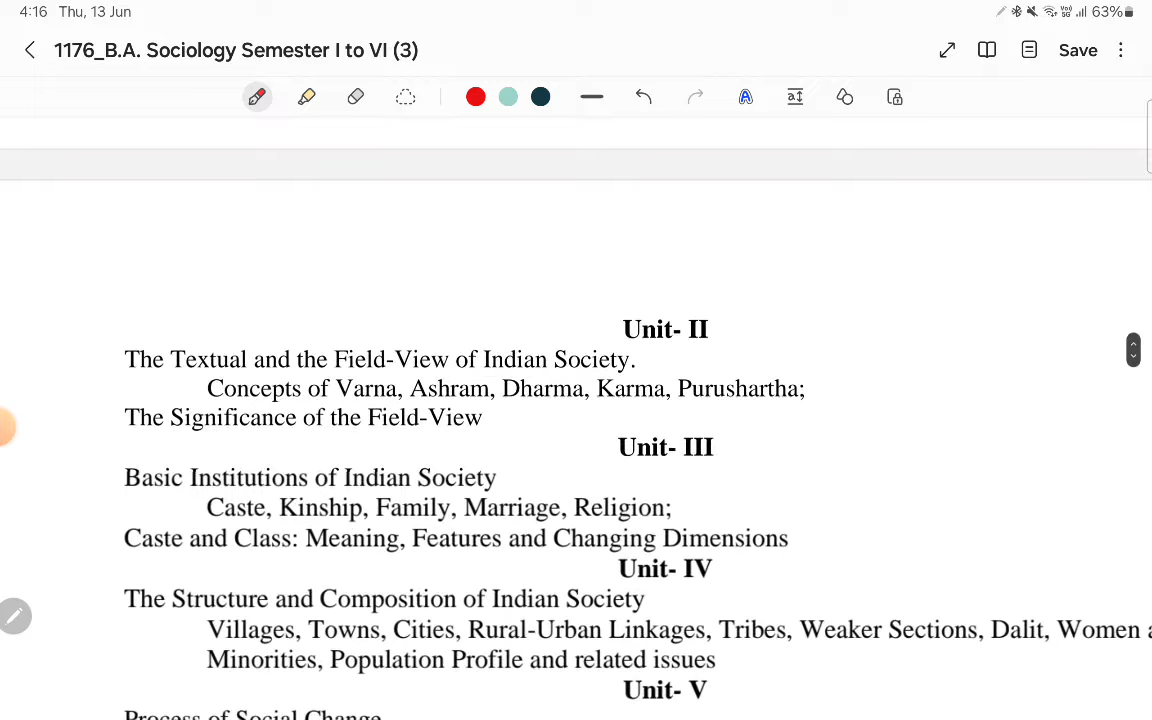 4:16 Thu, 13 Jun
63%
1176_B.A. Sociology Semester I to VI (3)
Save
Unit- II
The Textual and the Field-View of Indian Society.
Concepts of Varna, Ashram, Dharma, Karma, Purushartha;
The Significance of the Field-View
Unit- III
Basic Institutions of Indian Society
Caste, Kinship, Family, Marriage, Religion;
Caste and Class: Meaning, Features and Changing Dimensions
Unit- IV
The Structure and Composition of Indian Society
Villages, Towns, Cities, Rural-Urban Linkages, Tribes, Weaker Sections, Dalit, Women
Minorities, Population Profile and related issues
Unit- V
Process of Social Change